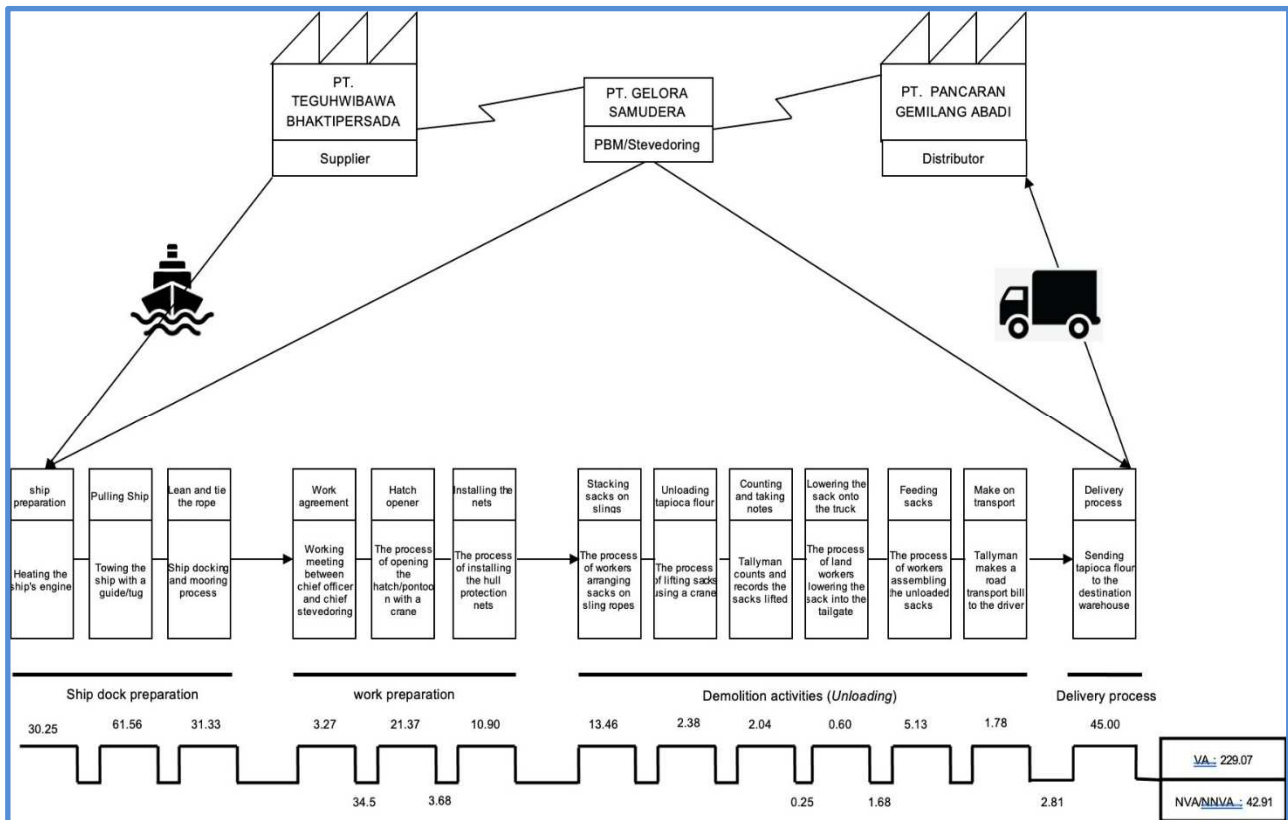 PT.
TEGUHWIBAWA
BHAKTIPERSADA
Supplier
PT. GELORA
SAMUDERA
PBM/Stevedoring
PT. PANCARAN
GEMILANG ABADI
Distributor
ship
preparation
Heating the
ship's engine
Pulling Ship
Towing the
ship with a
guide/tug
Lean and tie
the rope
Ship docking
and mooring
process
Work
agreement
Working
meeting
between
chief officer
and chief
stevedoring
Hatch
opener
The process
of opening
the
hatch/pontoo
n with a
crane
Installing the
nets
The process
of installing
the hull
protection
nets
Stacking
sacks on
slings
The process
of workers
arranging
sacks on
sling ropes
Unloading
tapioca flour
The process
of lifting sacks
using a crane
Counting
and taking
notes
Tallyman
counts and
records the
sacks lifted
Lowering the
sack onto
the truck
The process
of land
workers
lowering the
sack into the
tailgate
Feeding
sacks
The process
of workers
assembling
the unloaded
sacks
Make on
transport
Tallyman
makes a
road
transport bill
to the driver
Delivery
process
Sending
tapioca flour
to the
destination
warehouse
Ship dock preparation
work preparation
Demolition activities (Unloading)
Delivery process
30.25 61.56 31.33 3.27 21.37 10.90 13.46 2.38 2.04 0.60 5.13 1.78 45.00
VA : 229.07
34.5 3.68 0.25 1.68 2.81
NVA/NNVA : 42.91